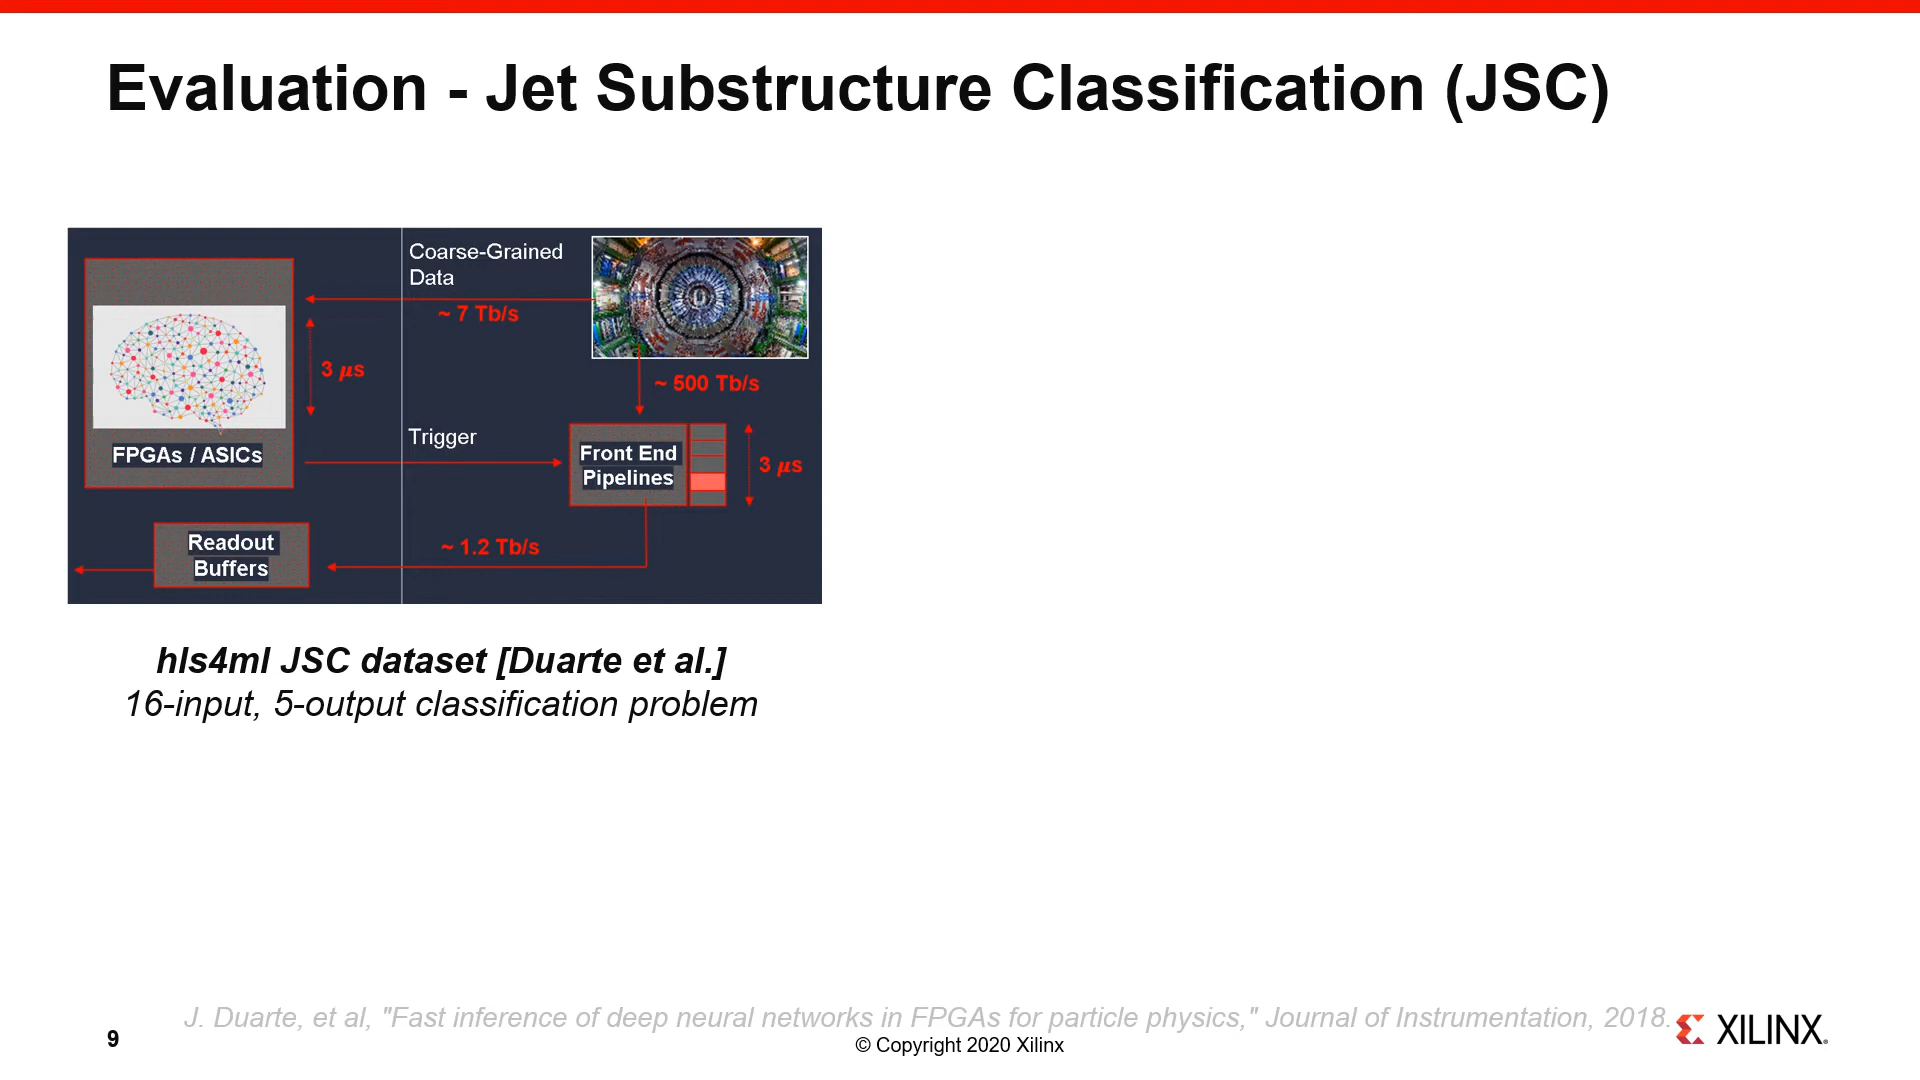 Evaluation - Jet Substructure Classification (JSC)
Coarse-Grained
Data
~ 7 Tb/s
3 µs
~ 500 Tb/s
FPGAs / ASICs
Trigger
Front End
Pipelines
3 µs
Readout
Buffers
~ 1.2 Tb/s
hls4ml JSC dataset [Duarte et al.]
16-input, 5-output classification problem
J. Duarte, et al, "Fast inference of deep neural networks in FPGAs for particle physics," Journal of Instrumentation, 2018.
9
© Copyright 2020 Xilinx
XILINX